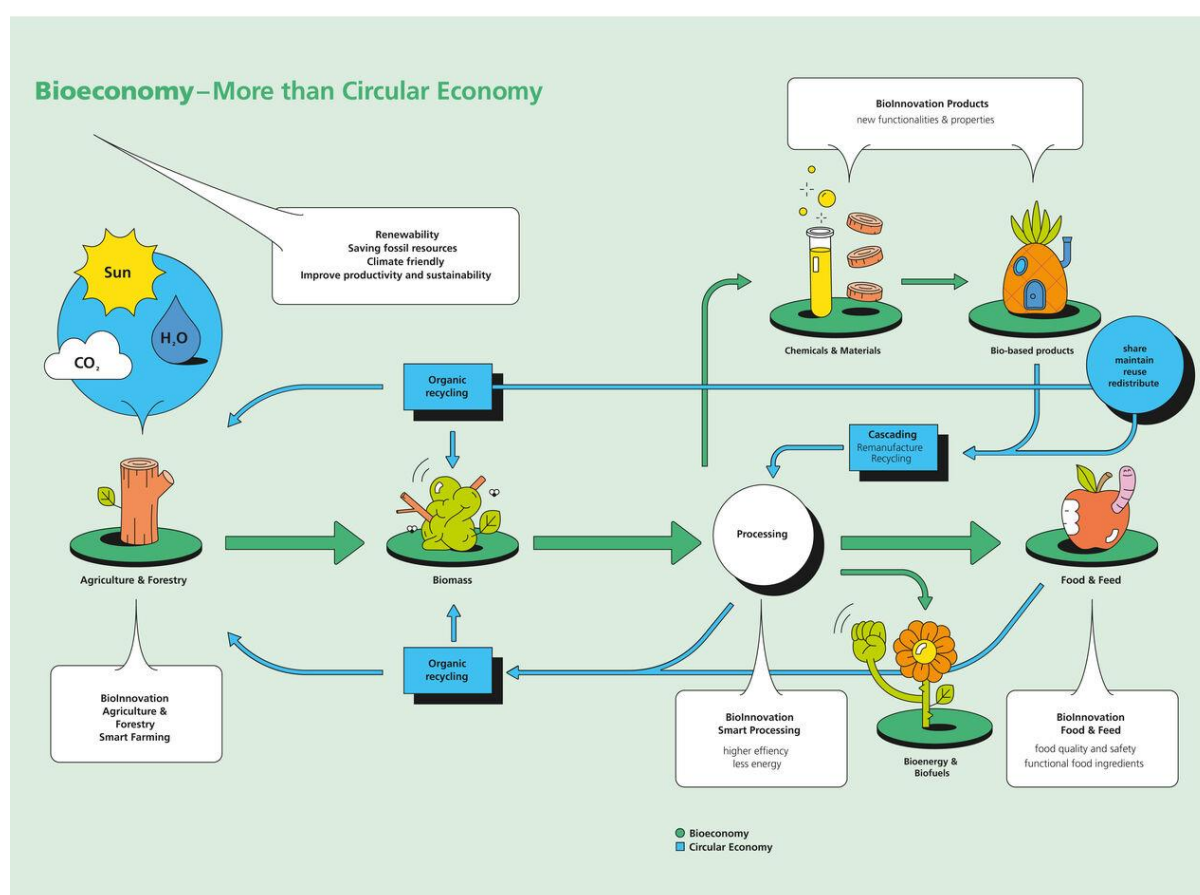 Bioeconomy–More than Circular Economy
BioInnovation Products
new functionalities & properties
Renewability
Saving fossil resources
Climate friendly
Improve productivity and sustainability
Sun
H₂O
CO₂
Chemicals & Materials
Bio-based products
share
maintain
reuse
redistribute
Organic
recycling
Cascading
Remanufacture
Recycling
Processing
Agriculture & Forestry
Biomass
Food & Feed
Organic
recycling
BioInnovation
Agriculture &
Forestry
Smart Farming
BioInnovation
Smart Processing
higher effiency
less energy
Bioenergy &
Biofuels
BioInnovation
Food & Feed
food quality and safety
functional food ingredients
Bioeconomy
Circular Economy